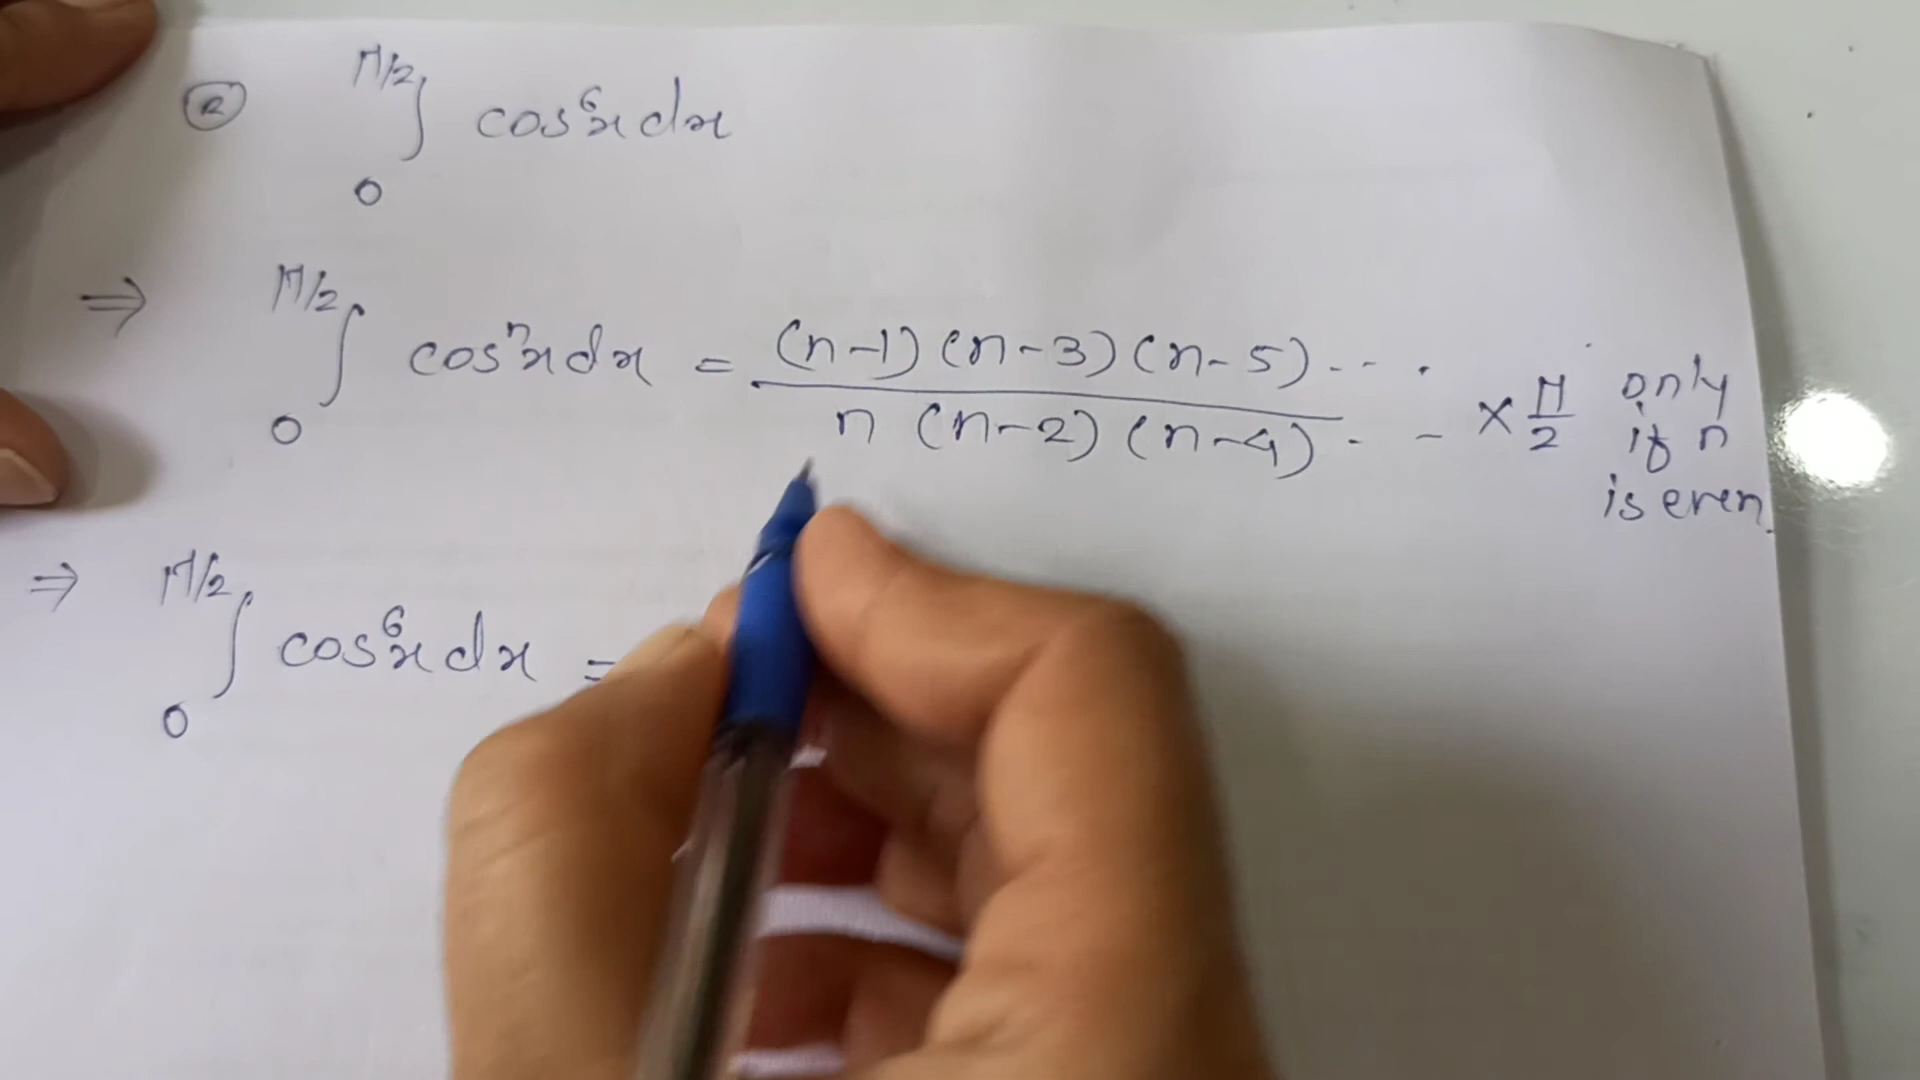 ② π/2 ∫ 0 cos⁶x dx
⇒ π/2 ∫ 0 cosⁿx dx = (n-1)(n-3)(n-5)... / n(n-2)(n-4)... × π/2 only if n is even.
⇒ π/2 ∫ 0 cos⁶x dx =